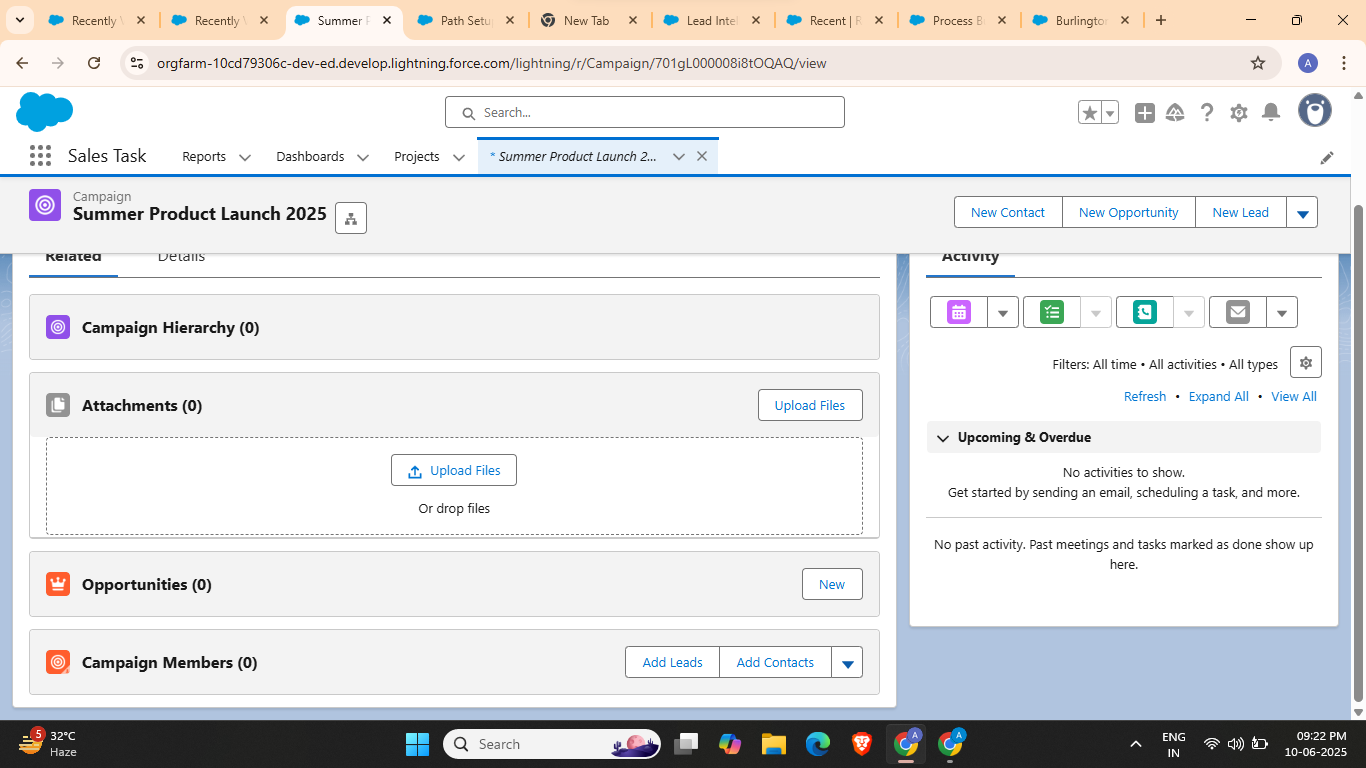 Recently V
Recently V
Summer P
Path Setu
New Tab
Lead Intel
Recent | R
Process B
Burlingto
orgfarm-10cd79306c-dev-ed.develop.lightning.force.com/lightning/r/Campaign/701gL000008i8tOQAQ/view
A
Search...
Sales Task
Reports
Dashboards
Projects
* Summer Product Launch 2...
Campaign
Summer Product Launch 2025
New Contact
New Opportunity
New Lead
Related
Details
Activity
Campaign Hierarchy (0)
Attachments (0)
Upload Files
Upload Files
Or drop files
Opportunities (0)
New
Campaign Members (0)
Add Leads
Add Contacts
Filters: All time • All activities • All types
Refresh • Expand All • View All
Upcoming & Overdue
No activities to show.
Get started by sending an email, scheduling a task, and more.
No past activity. Past meetings and tasks marked as done show up
here.
5
32°C
Haze
Search
A
A
ENG
IN
09:22 PM
10-06-2025